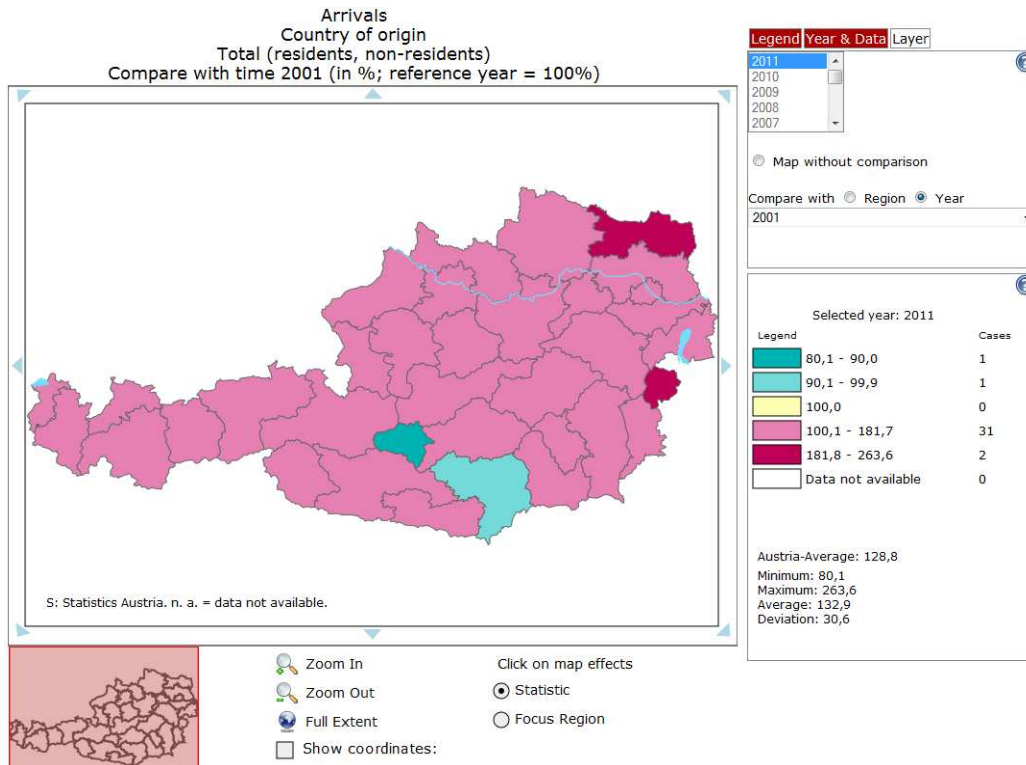 Arrivals
Country of origin
Total (residents, non-residents)
Compare with time 2001 (in %; reference year = 100%)
S: Statistics Austria. n. a. = data not available.
Zoom In
Zoom Out
Full Extent
Show coordinates:
Click on map effects
Statistic
Focus Region
Legend Year & Data Layer
2011
2010
2009
2008
2007
Map without comparison
Compare with Region Year
2001
Selected year: 2011
Legend Cases
80,1 - 90,0 1
90,1 - 99,9 1
100,0 0
100,1 - 181,7 31
181,8 - 263,6 2
Data not available 0
Austria-Average: 128,8
Minimum: 80,1
Maximum: 263,6
Average: 132,9
Deviation: 30,6